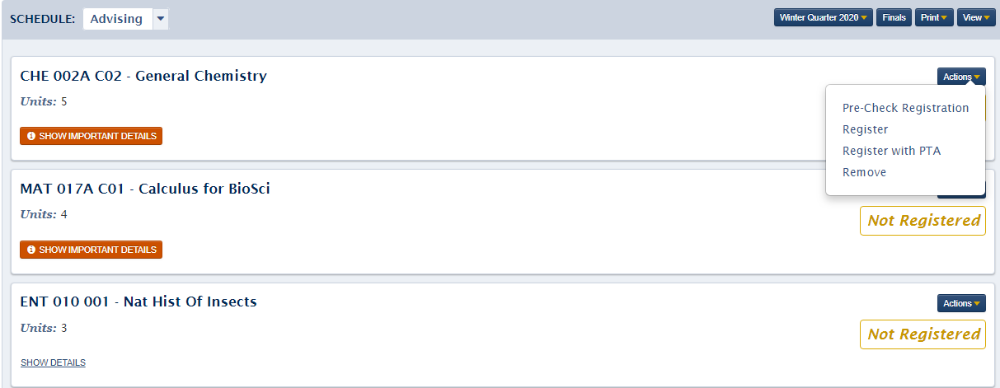 SCHEDULE: Advising
Winter Quarter 2020 Finals Print View
CHE 002A C02 - General Chemistry
Actions
Units: 5
SHOW IMPORTANT DETAILS
Pre-Check Registration
Register
Register with PTA
Remove
MAT 017A C01 - Calculus for BioSci
Units: 4
Not Registered
SHOW IMPORTANT DETAILS
ENT 010 001 - Nat Hist Of Insects
Actions
Units: 3
Not Registered
SHOW DETAILS